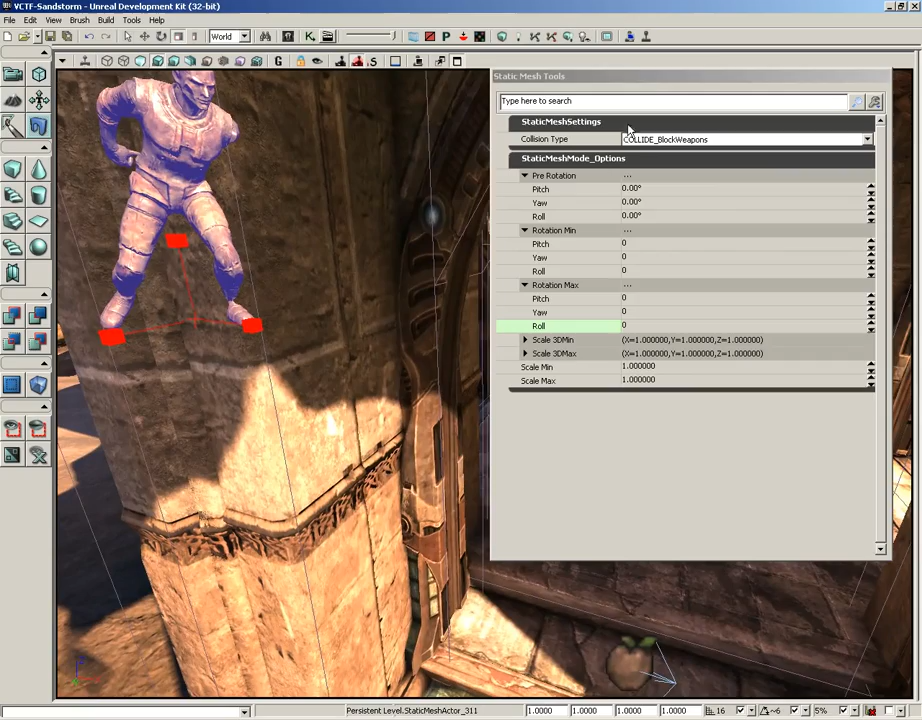 VCTF-Sandstorm - Unreal Development Kit (32-bit)
File Edit View Brush Build Tools Help
World
K.
P
G
S
Static Mesh Tools
Type here to search
StaticMeshSettings
Collision Type COLLIDE_BlockWeapons
StaticMeshMode_Options
Pre Rotation ...
Pitch 0.00°
Yaw 0.00°
Roll 0.00°
Rotation Min ...
Pitch 0
Yaw 0
Roll 0
Rotation Max ...
Pitch 0
Yaw 0
Roll 0
Scale 3DMin (X=1.000000,Y=1.000000,Z=1.000000)
Scale 3DMax (X=1.000000,Y=1.000000,Z=1.000000)
Scale Min 1.000000
Scale Max 1.000000
Persistent Level.StaticMeshActor_311 1.0000 1.0000 1.0000 1.0000 16 ~6 5%